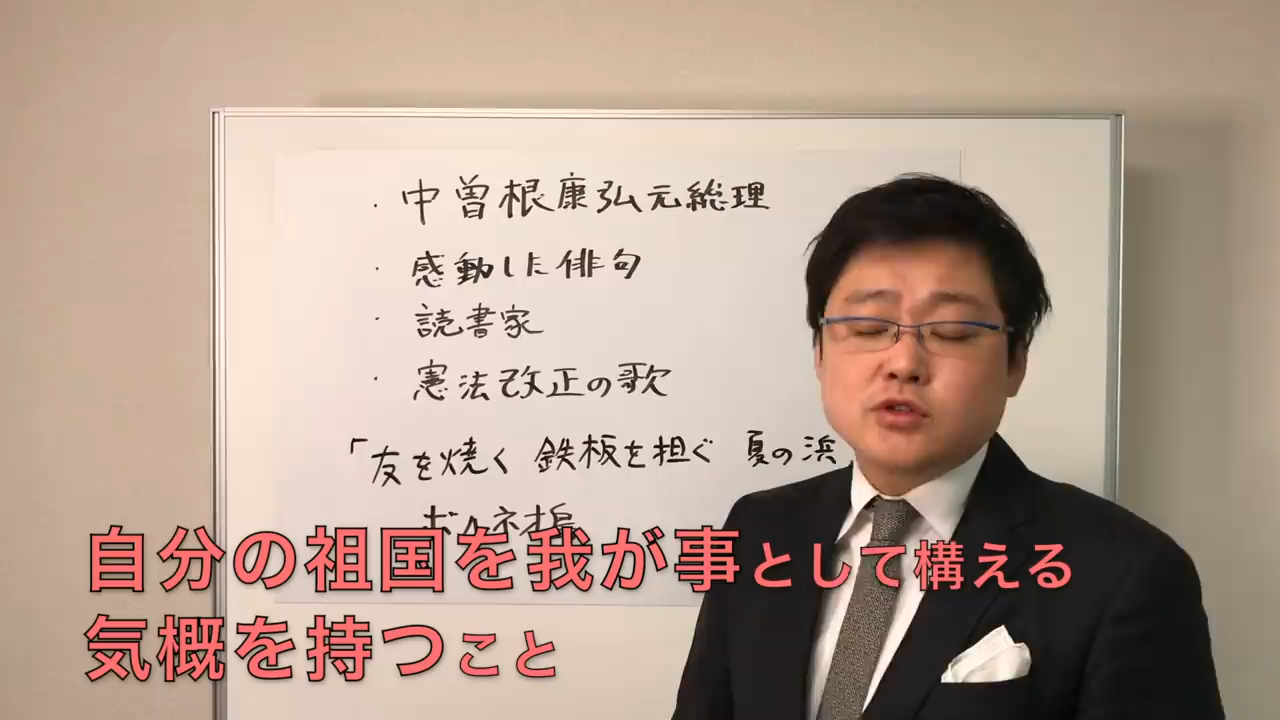 ・中曽根康弘元総理
・感動した俳句
・読書家
・憲法改正の歌
「友を焼く 鉄板を担ぐ 夏の浜
自分の祖国を我が事として構える
気概を持つこと